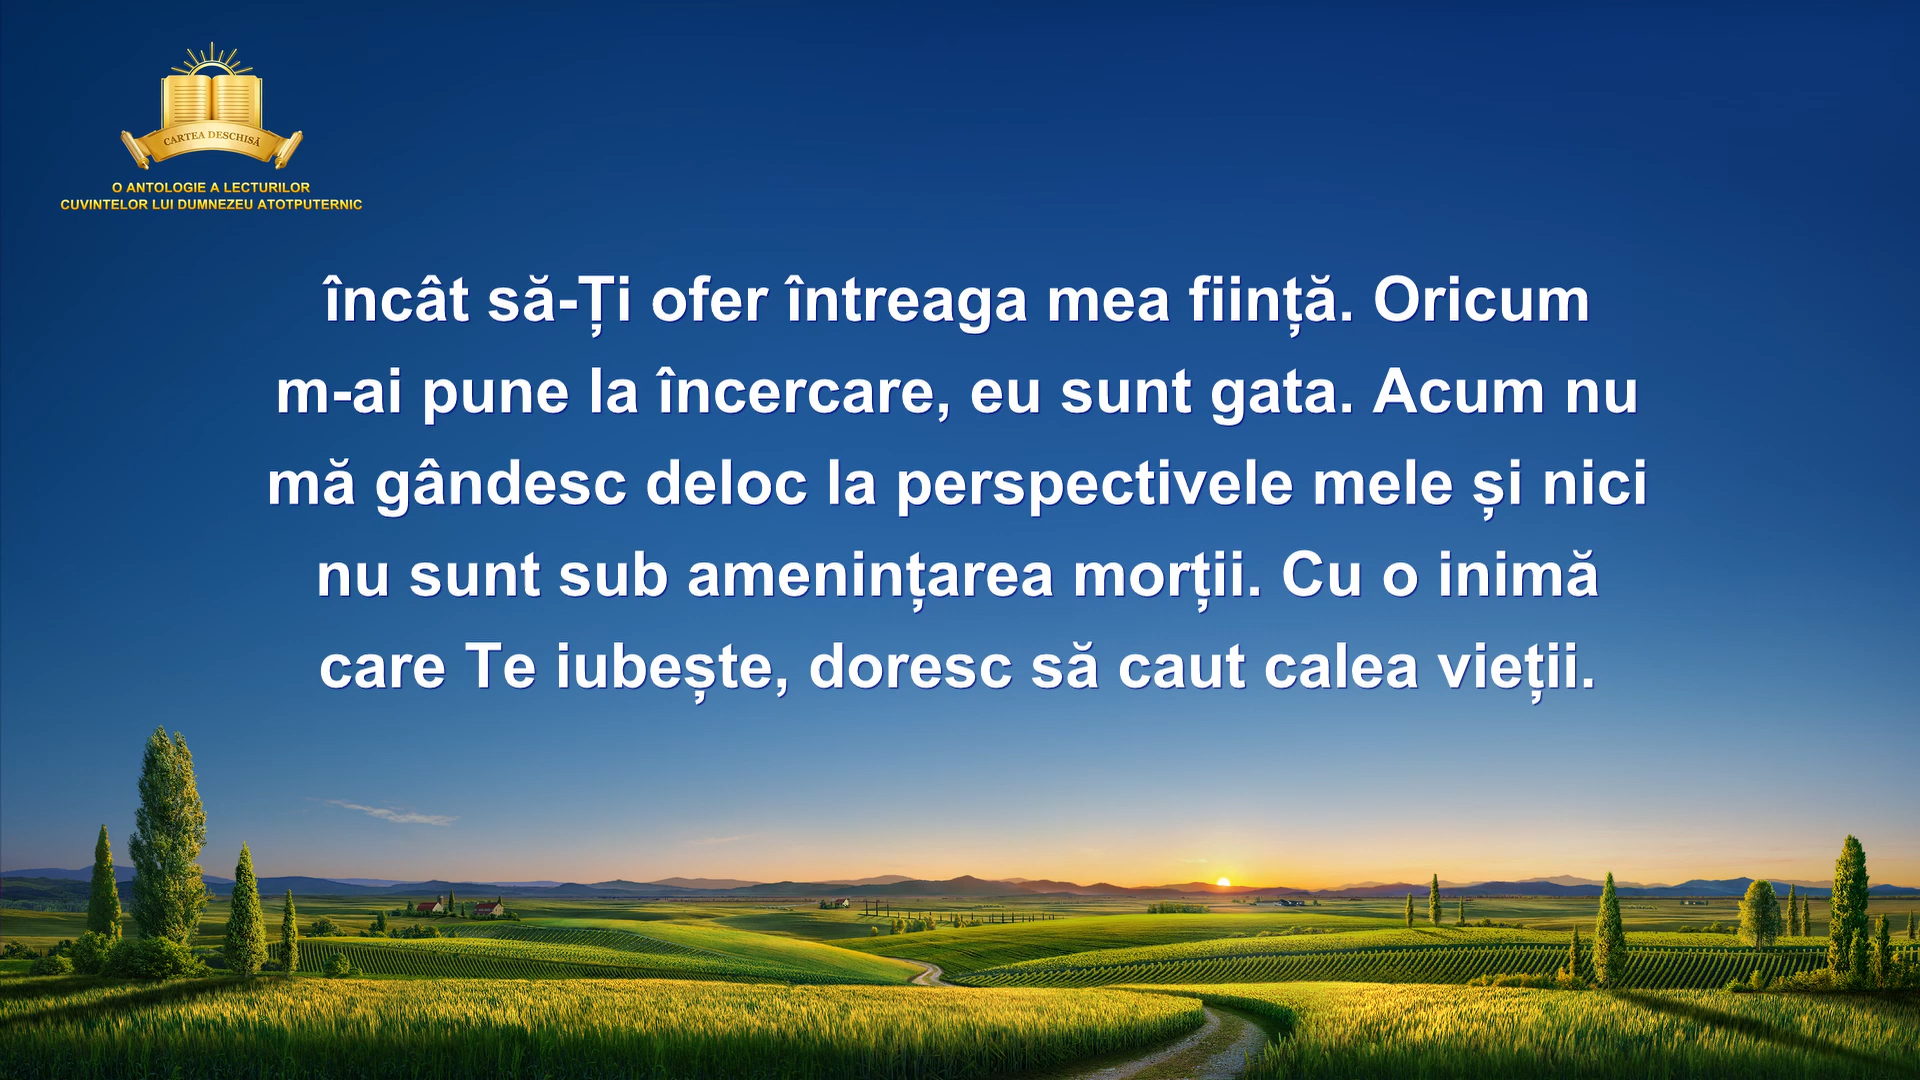 CARTEA DESCHISĂ
O ANTOLOGIE A LECTURILOR
CUVINTELOR LUI DUMNEZEU ATOTPUTERNIC
încât să-Ți ofer întreaga mea ființă. Oricum
m-ai pune la încercare, eu sunt gata. Acum nu
mă gândesc deloc la perspectivele mele și nici
nu sunt sub amenințarea morții. Cu o inimă
care Te iubește, doresc să caut calea vieții.